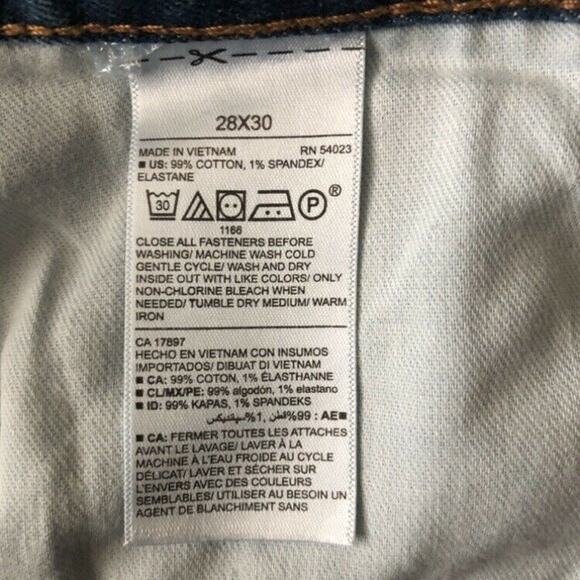 28X30
MADE IN VIETNAM RN 54023
■ US: 99% COTTON, 1% SPANDEX/
ELASTANE
30 P ®
1166
CLOSE ALL FASTENERS BEFORE
WASHING/ MACHINE WASH COLD
GENTLE CYCLE/ WASH AND DRY
INSIDE OUT WITH LIKE COLORS/ ONLY
NON-CHLORINE BLEACH WHEN
NEEDED/ TUMBLE DRY MEDIUM/ WARM
IRON
CA 17897
HECHO EN VIETNAM CON INSUMOS
IMPORTADOS/ DIBUAT DI VIETNAM
■ CA: 99% COTON, 1% ÉLASTHANNE
■ CL/MX/PE: 99% algodón, 1% elastano
■ ID: 99% KAPAS, 1% SPANDEKS
■AE : 99% قطن, 1% سباندیکس
■ CA: FERMER TOUTES LES ATTACHES
AVANT LE LAVAGE/ LAVER À LA
MACHINE À L'EAU FROIDE AU CYCLE
DÉLICAT/ LAVER ET SÉCHER SUR
L'ENVERS AVEC DES COULEURS
SEMBLABLES/ UTILISER AU BESOIN UN
AGENT DE BLANCHIMENT SANS